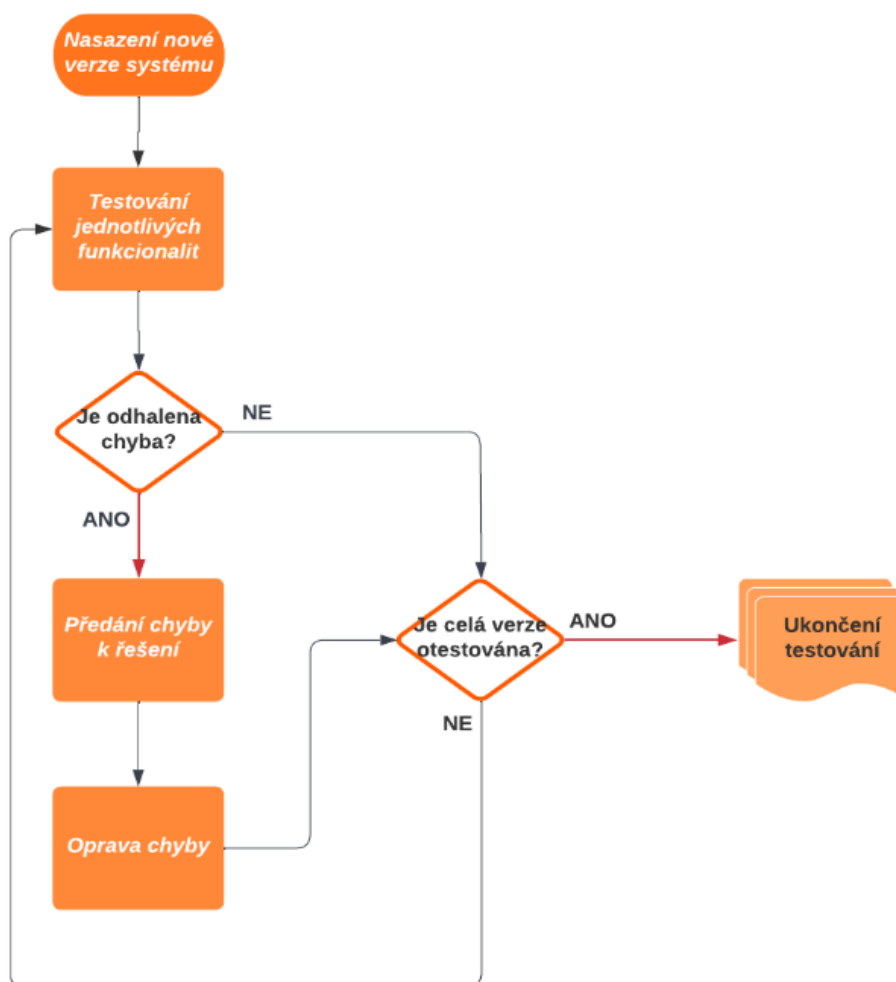 Nasazení nové
verze systému
Testování
jednotlivých
funkcionalit
Je odhalena
chyba?
NE
ANO
Předání chyby
k řešení
Je celá verze
otestována?
ANO
Ukončení
testování
NE
Oprava chyby